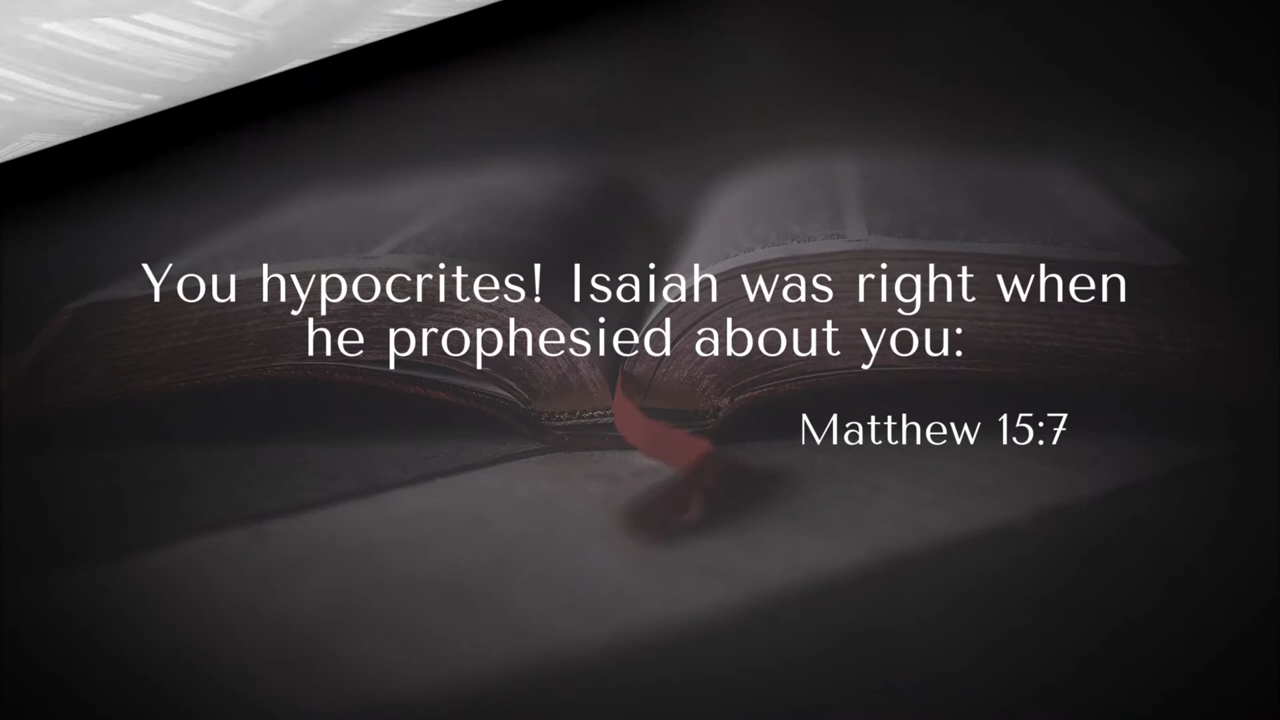 You hypocrites! Isaiah was right when
he prophesied about you:
Matthew 15:7